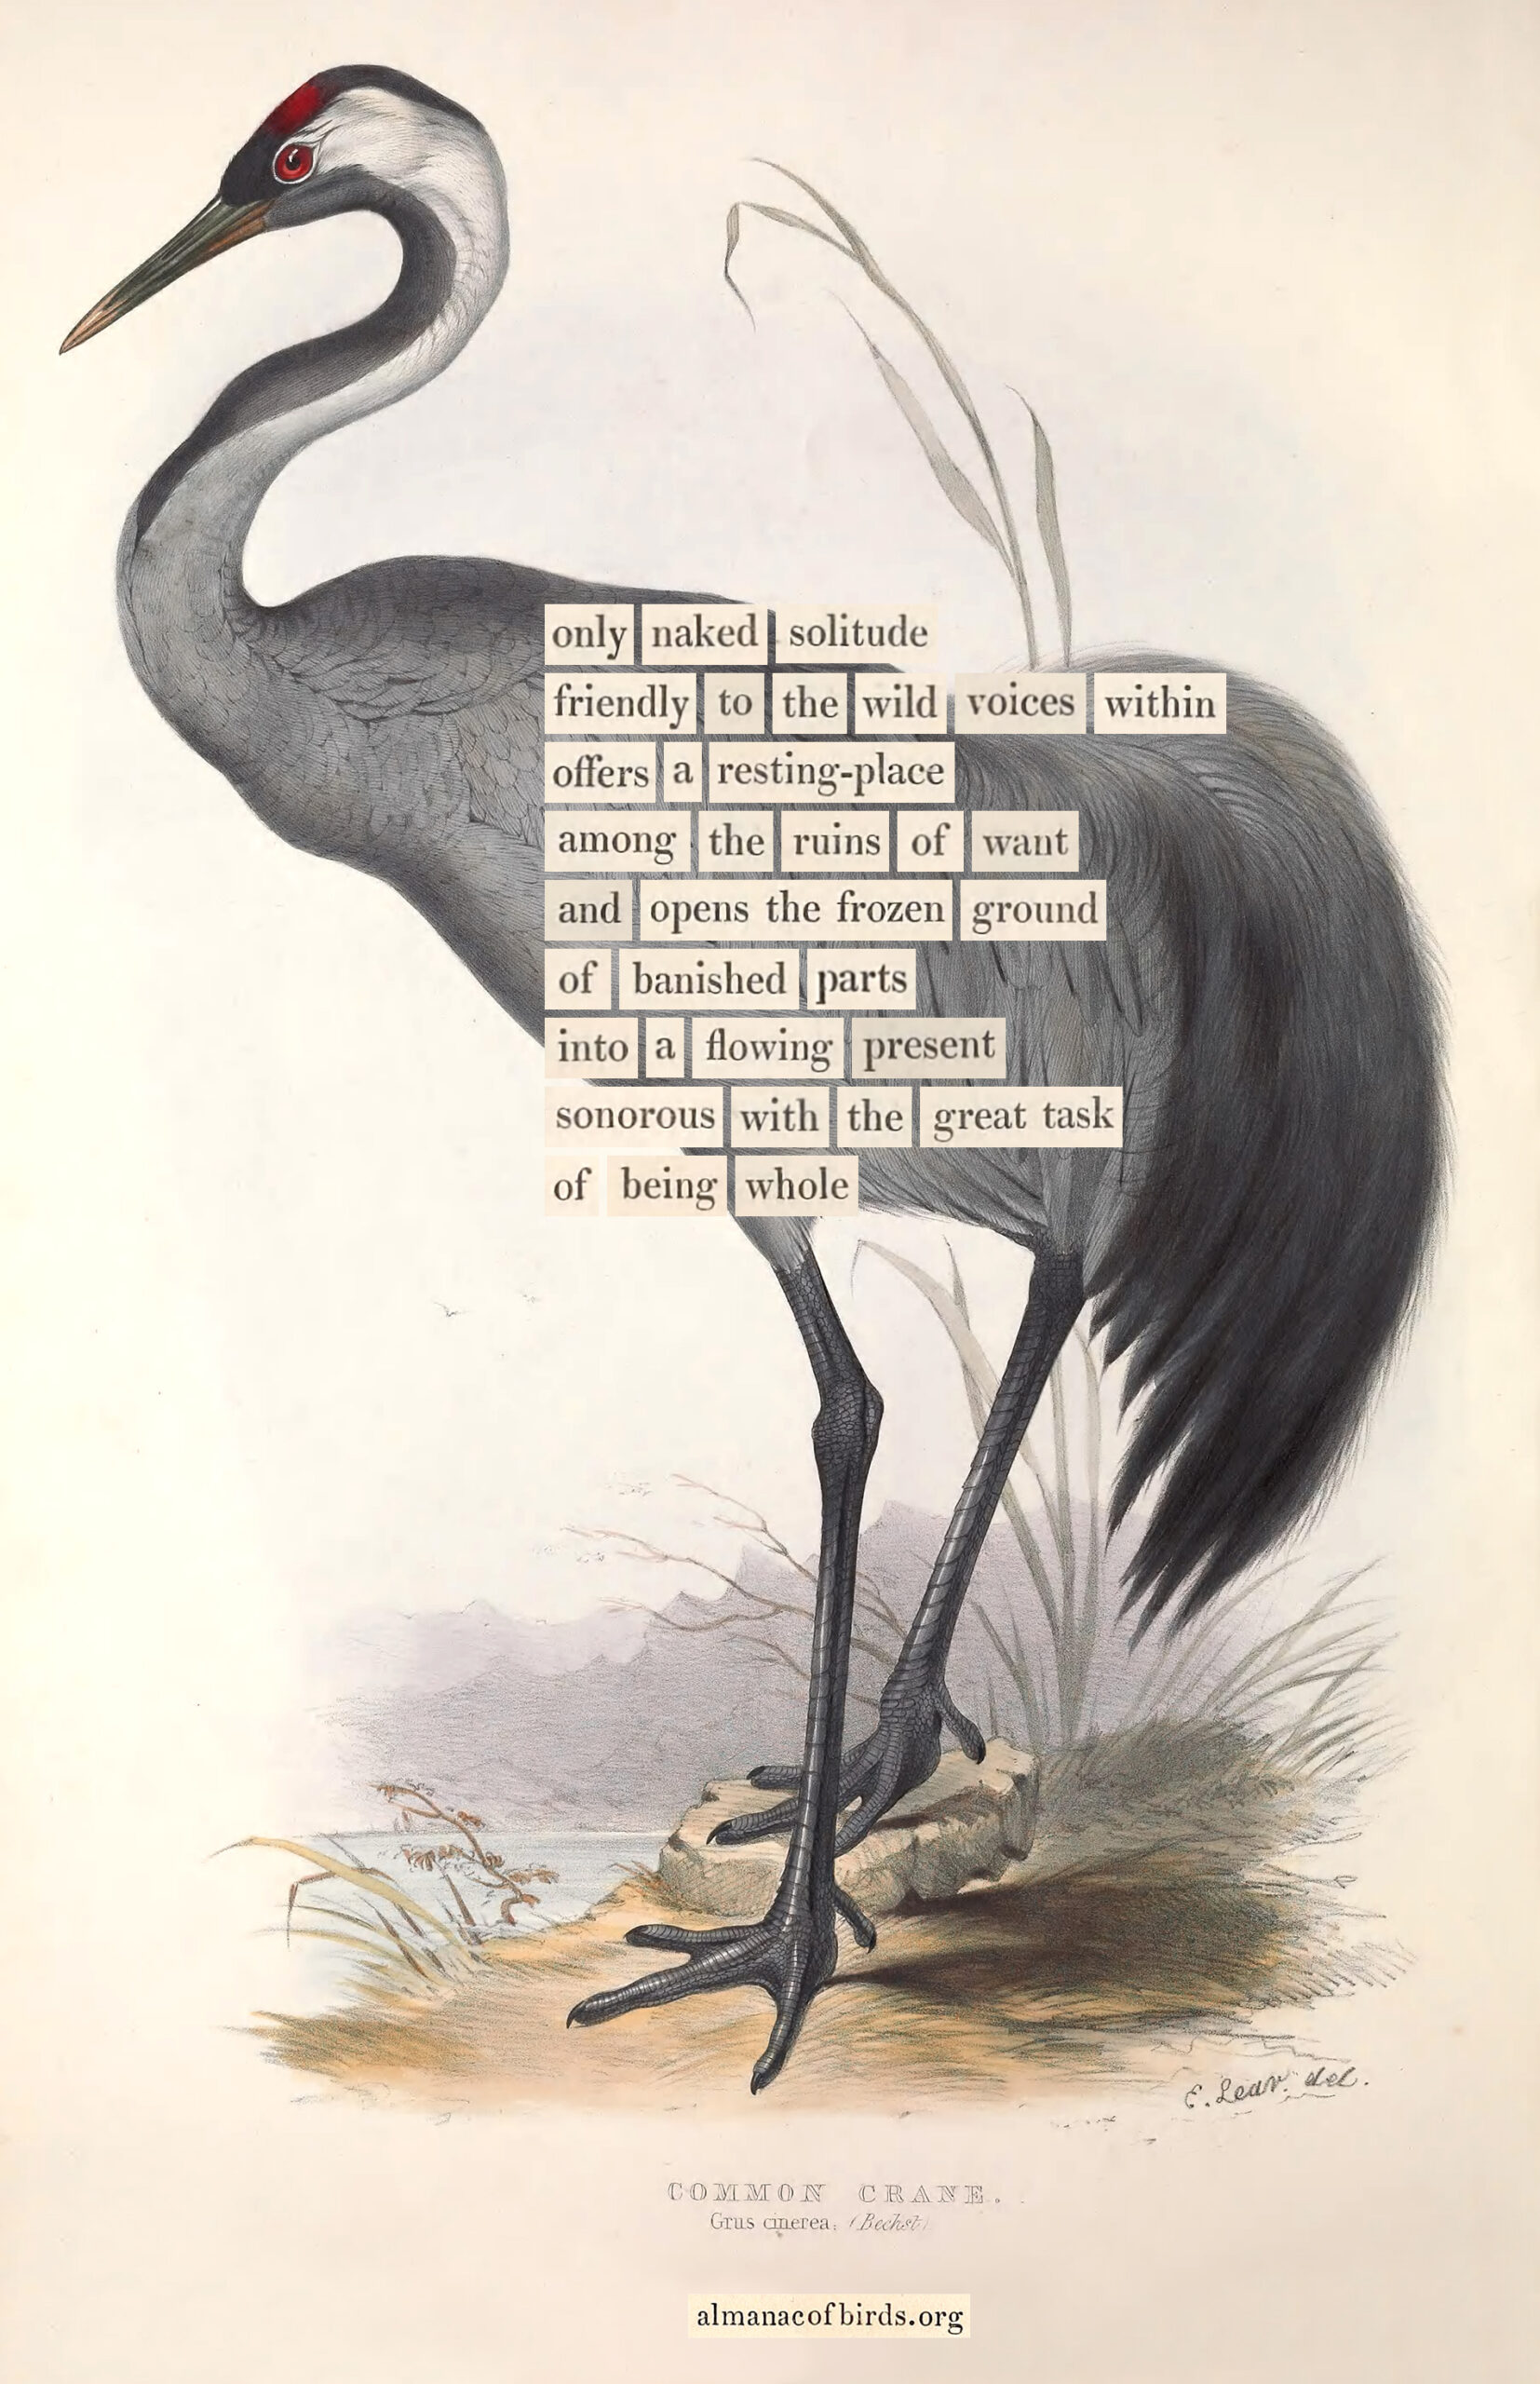 only naked solitude
friendly to the wild voices within
offers a resting-place
among the ruins of want
and opens the frozen ground
of banished parts
into a flowing present
sonorous with the great task
of being whole
E. Lear del.
COMMON CRANE.
Grus cinerea; (Bechst)
almanacofbirds.org